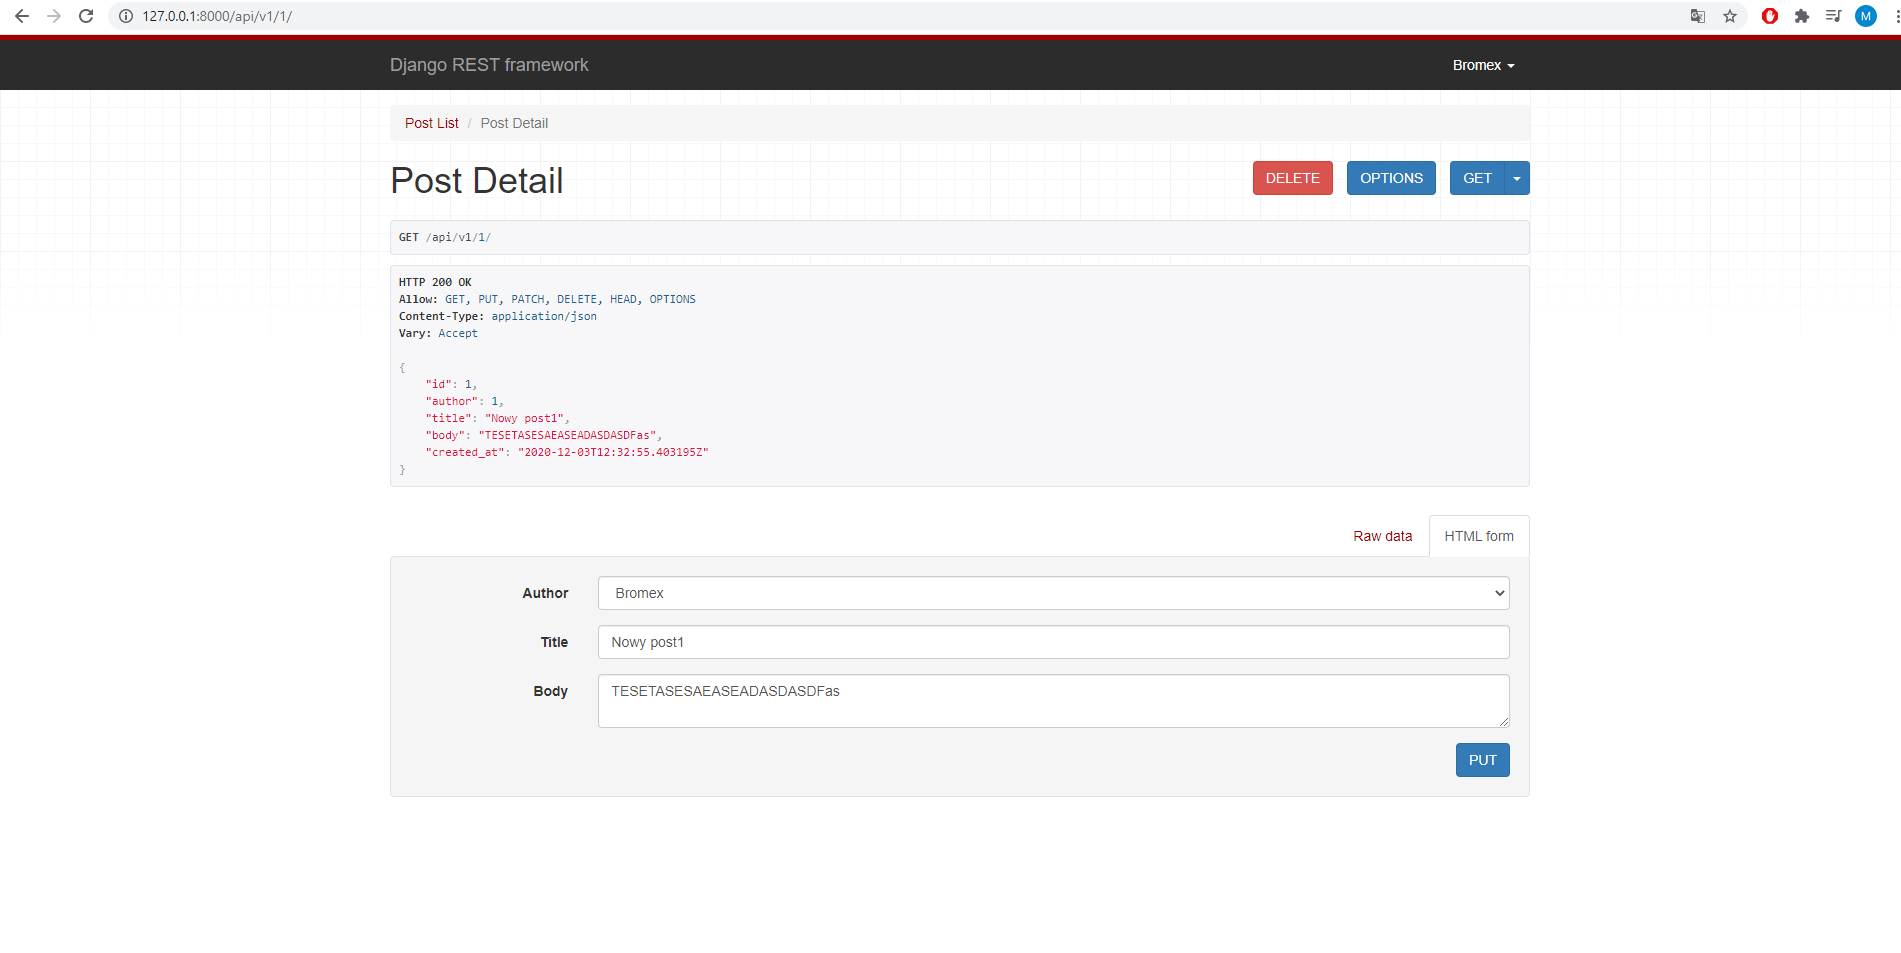 127.0.0.1:8000/api/v1/1/
M
Django REST framework
Bromex
Post List / Post Detail
Post Detail
DELETE
OPTIONS
GET
GET /api/v1/1/
HTTP 200 OK
Allow: GET, PUT, PATCH, DELETE, HEAD, OPTIONS
Content-Type: application/json
Vary: Accept
{
"id": 1,
"author": 1,
"title": "Nowy post1",
"body": "TESETASESAEASEADASDASDFas",
"created_at": "2020-12-03T12:32:55.403195Z"
}
Raw data
HTML form
Author
Bromex
Title
Nowy post1
Body
TESETASESAEASEADASDASDFas
PUT